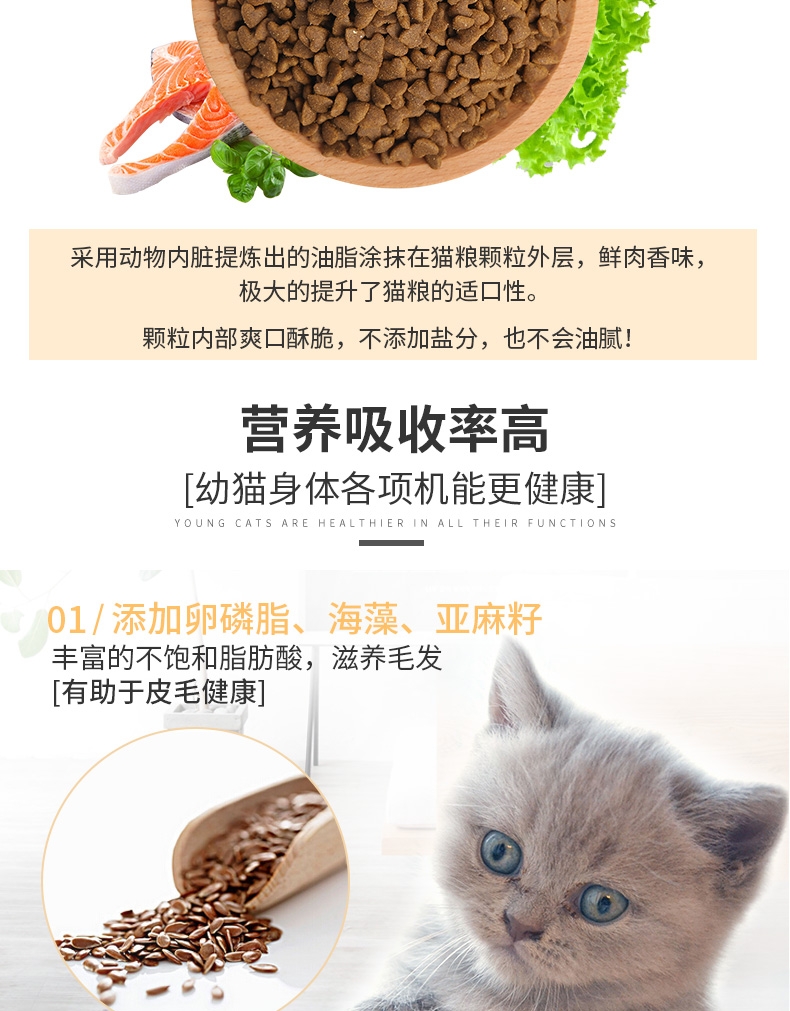 采用动物内脏提炼出的油脂涂抹在猫粮颗粒外层，鲜肉香味，
极大的提升了猫粮的适口性。
颗粒内部爽口酥脆，不添加盐分，也不会油腻！
营养吸收率高
[幼猫身体各项机能更健康]
YOUNG CATS ARE HEALTHIER IN ALL THEIR FUNCTIONS
01/添加卵磷脂、海藻、亚麻籽
丰富的不饱和脂肪酸，滋养毛发
[有助于皮毛健康]